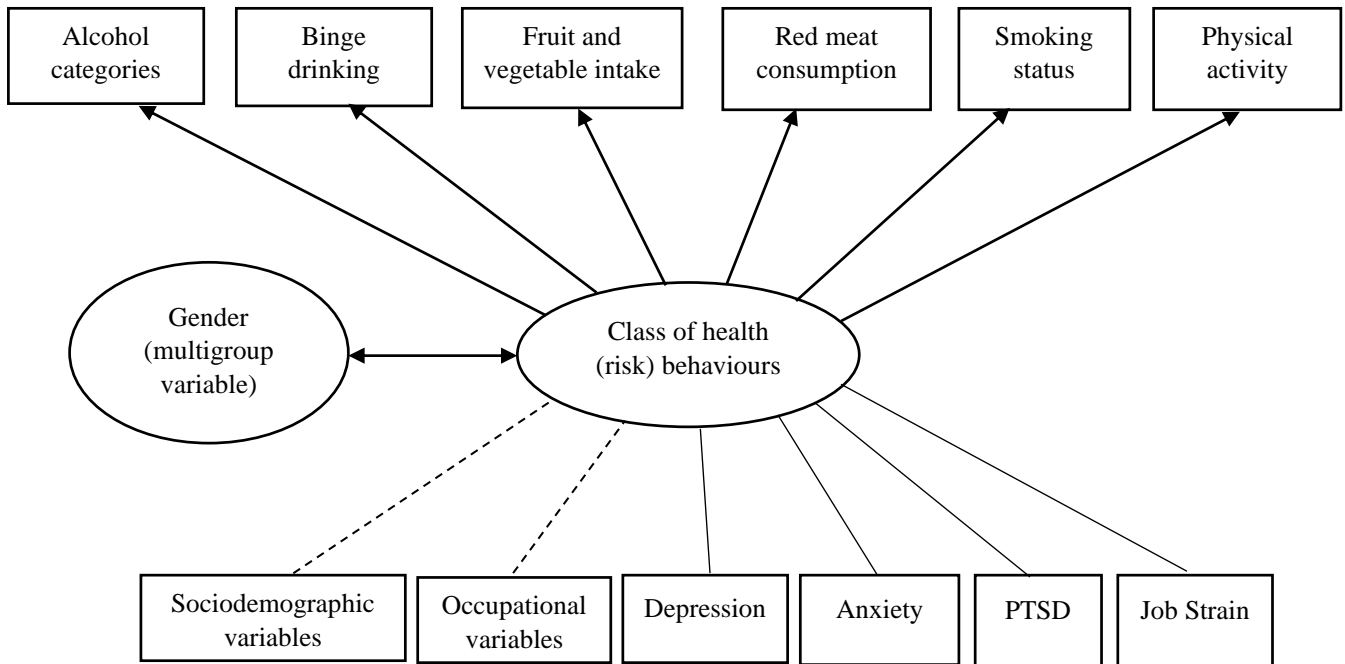 Alcohol
categories
Binge
drinking
Fruit and
vegetable intake
Red meat
consumption
Smoking
status
Physical
activity
Gender
(multigroup
variable)
Class of health
(risk) behaviours
Sociodemographic
variables
Occupational
variables
Depression
Anxiety
PTSD
Job Strain